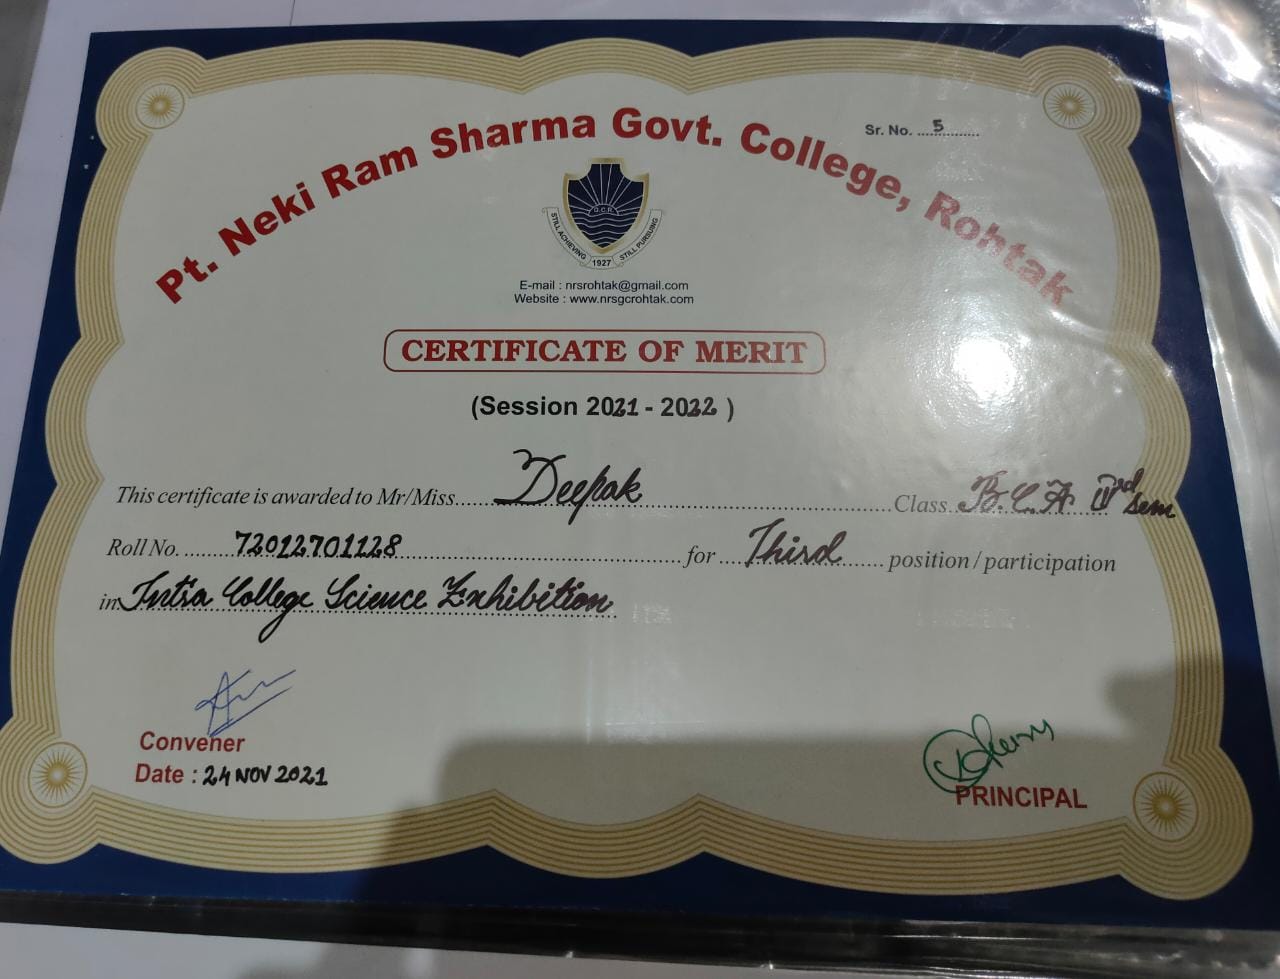 Pt. Neki Ram Sharma Govt. College, Rohtak
Sr. No. ...5.........
G.C.R.
STILL ACHIEVING 1927 STILL PURSUING
E-mail : nrsrohtak@gmail.com
Website : www.nrsgcrohtak.com
CERTIFICATE OF MERIT
(Session 2021 - 2022 )
This certificate is awarded to Mr/Miss......Deepak......Class...B.C.A sem
Roll No. ......72012701128......for...Third......position/participation
in Intra College Science Exhibition
Convener
Date : 24 NOV 2021
PRINCIPAL